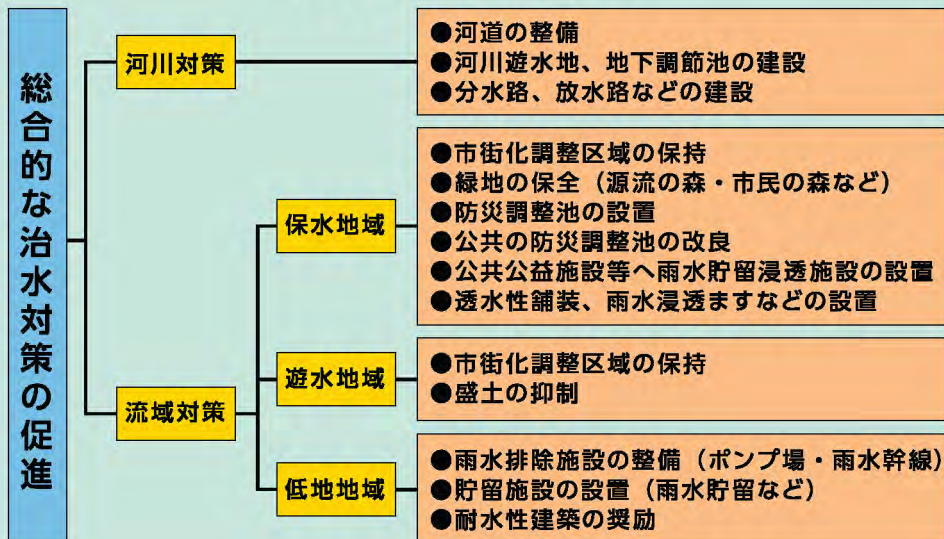 総合的な治水対策の促進
河川対策
●河道の整備
●河川遊水地、地下調節池の建設
●分水路、放水路などの建設
流域対策
保水地域
●市街化調整区域の保持
●緑地の保全（源流の森・市民の森など）
●防災調整池の設置
●公共の防災調整池の改良
●公共公益施設等へ雨水貯留浸透施設の設置
●透水性舗装、雨水浸透ますなどの設置
遊水地域
●市街化調整区域の保持
●盛土の抑制
低地地域
●雨水排除施設の整備（ポンプ場・雨水幹線）
●貯留施設の設置（雨水貯留など）
●耐水性建築の奨励